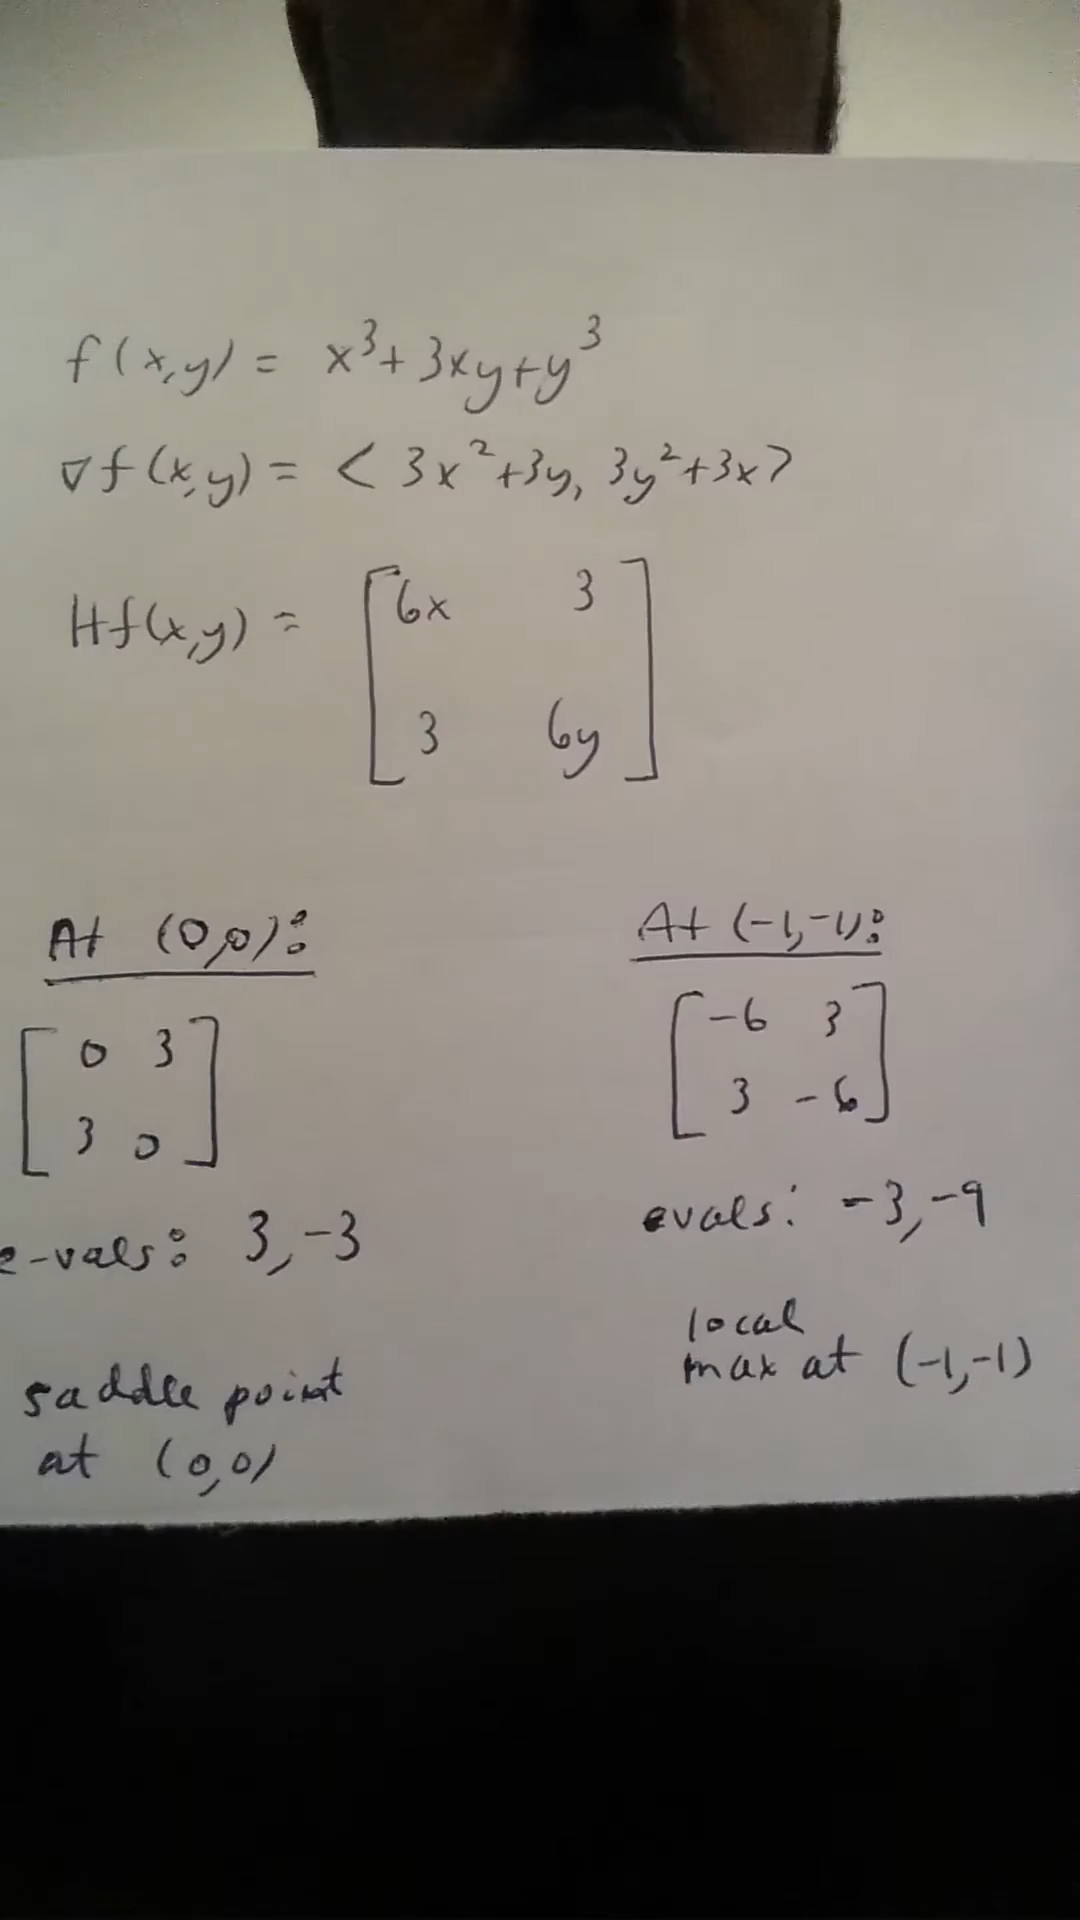 f(x,y) = x³+3xy+y³
∇f(x,y) = <3x²+3y, 3y²+3x>
Hf(x,y) = [6x 3
3 6y]
At (0,0):
[0 3
3 0]
e-vals: 3,-3
saddle point
at (0,0)
At (-1,-1):
[-6 3
3 -6]
evals: -3,-9
local
max at (-1,-1)